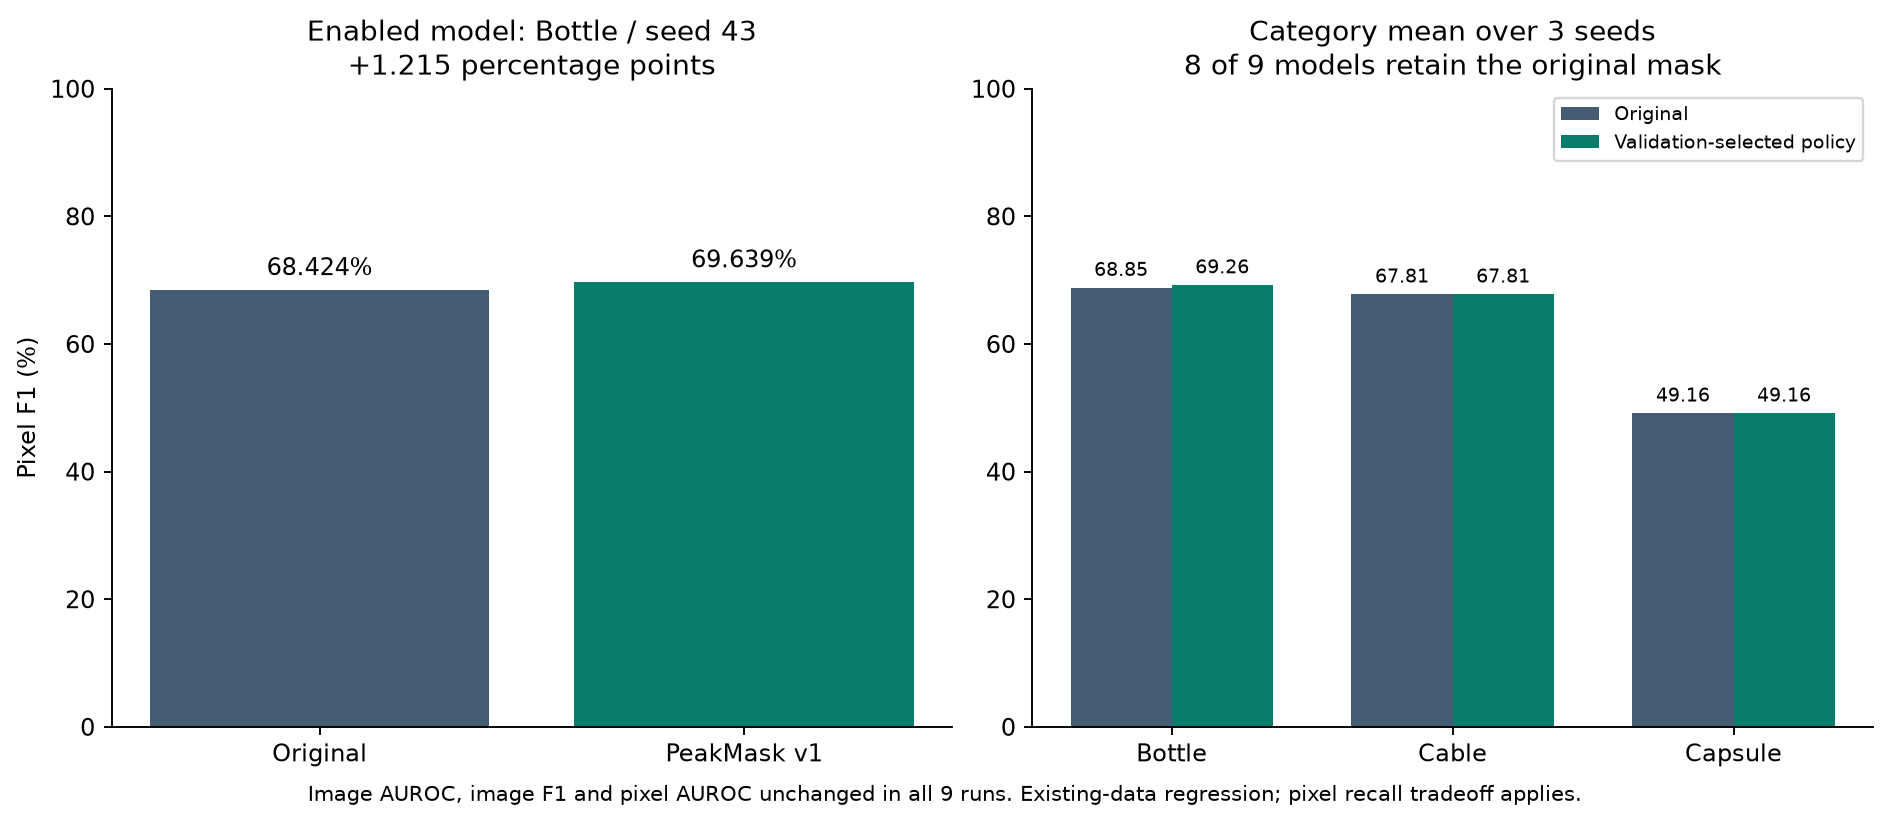 Enabled model: Bottle / seed 43
+1.215 percentage points
Pixel F1 (%)
100
80
60
40
20
0
68.424%
69.639%
Original
PeakMask v1
Category mean over 3 seeds
8 of 9 models retain the original mask
100
80
60
40
20
0
Original
Validation-selected policy
68.85
69.26
67.81
67.81
49.16
49.16
Bottle
Cable
Capsule
Image AUROC, image F1 and pixel AUROC unchanged in all 9 runs. Existing-data regression; pixel recall tradeoff applies.